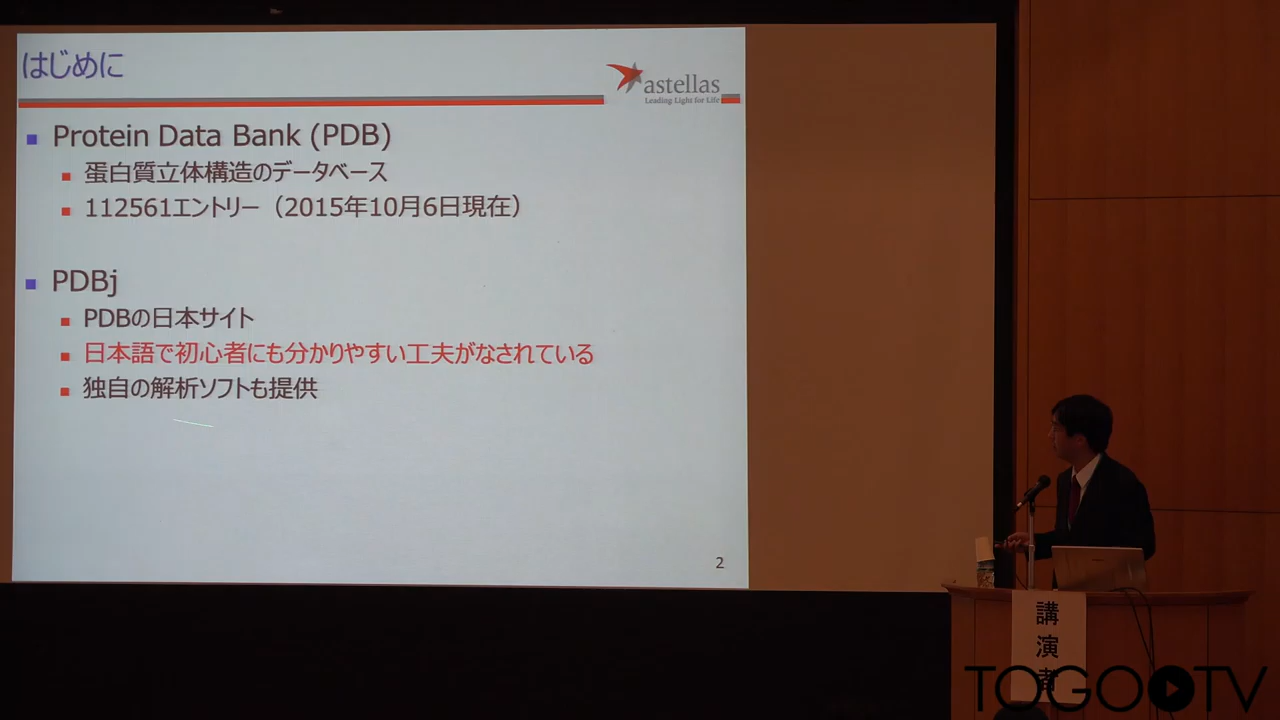 はじめに
astellas
Leading Light for Life
Protein Data Bank (PDB)
蛋白質立体構造のデータベース
112561エントリー（2015年10月6日現在）
PDBj
PDBの日本サイト
日本語で初心者にも分かりやすい工夫がなされている
独自の解析ソフトも提供
2
講演者
TOGOTV